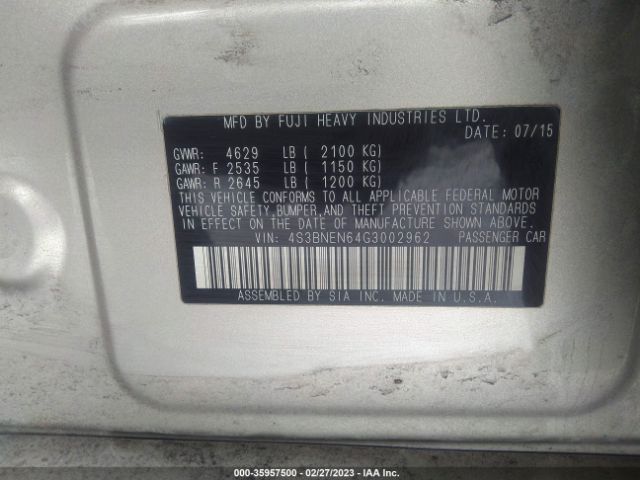 MFD BY FUJI HEAVY INDUSTRIES LTD.
DATE: 07/15
GVWR: 4629 LB ( 2100 KG)
GAWR: F 2535 LB ( 1150 KG)
GAWR: R 2645 LB ( 1200 KG)
THIS VEHICLE CONFORMS TO ALL APPLICABLE FEDERAL MOTOR
VEHICLE SAFETY,BUMPER,AND THEFT PREVENTION STANDARDS
IN EFFECT ON THE DATE OF MANUFACTURE SHOWN ABOVE.
VIN: 4S3BNEN64G3002962 PASSENGER CAR
ASSEMBLED BY SIA INC. MADE IN U.S.A.
000-35957500 - 02/27/2023 - IAA Inc.